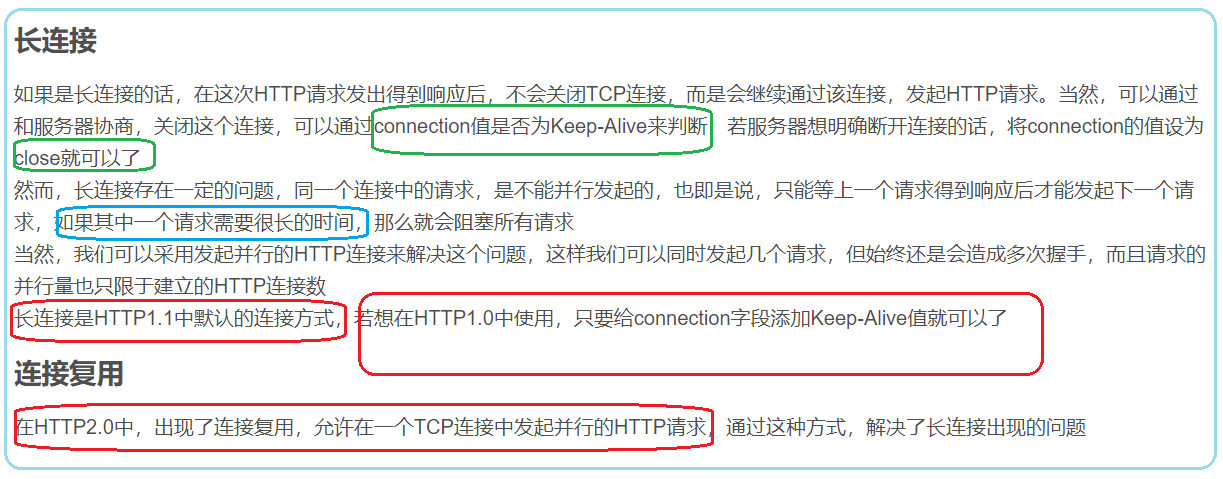 长连接
如果是长连接的话，在这次HTTP请求发出得到响应后，不会关闭TCP连接，而是会继续通过该连接，发起HTTP请求。当然，可以通过
和服务器协商，关闭这个连接，可以通过connection值是否为Keep-Alive来判断 若服务器想明确断开连接的话，将connection的值设为
close就可以了
然而，长连接存在一定的问题，同一个连接中的请求，是不能并行发起的，也即是说，只能等上一个请求得到响应后才能发起下一个请
求，如果其中一个请求需要很长的时间，那么就会阻塞所有请求
当然，我们可以采用发起并行的HTTP连接来解决这个问题，这样我们可以同时发起几个请求，但始终还是会造成多次握手，而且请求的
并行量也只限于建立的HTTP连接数
长连接是HTTP1.1中默认的连接方式，若想在HTTP1.0中使用，只要给connection字段添加Keep-Alive值就可以了
连接复用
在HTTP2.0中，出现了连接复用，允许在一个TCP连接中发起并行的HTTP请求，通过这种方式，解决了长连接出现的问题